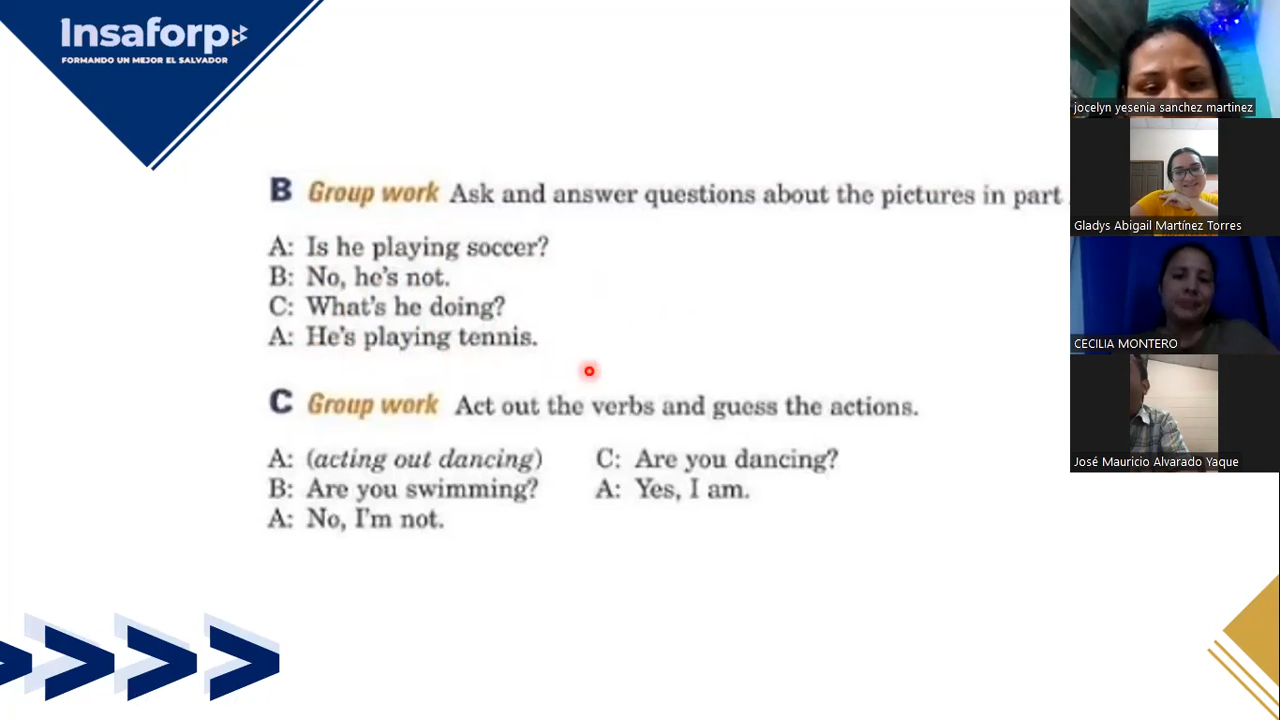 Insaforp
FORMANDO UN MEJOR EL SALVADOR
B Group work Ask and answer questions about the pictures in part
A: Is he playing soccer?
B: No, he's not.
C: What's he doing?
A: He's playing tennis.
C Group work Act out the verbs and guess the actions.
A: (acting out dancing)
B: Are you swimming?
A: No, I'm not.
C: Are you dancing?
A: Yes, I am.
jocelyn yesenia sanchez martinez
Gladys Abigail Martínez Torres
CECILIA MONTERO
José Mauricio Alvarado Yaque